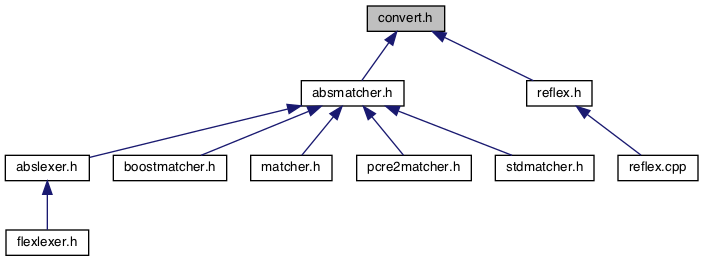 convert.h
absmatcher.h
reflex.h
abslexer.h
boostmatcher.h
matcher.h
pcre2matcher.h
stdmatcher.h
reflex.cpp
flexlexer.h